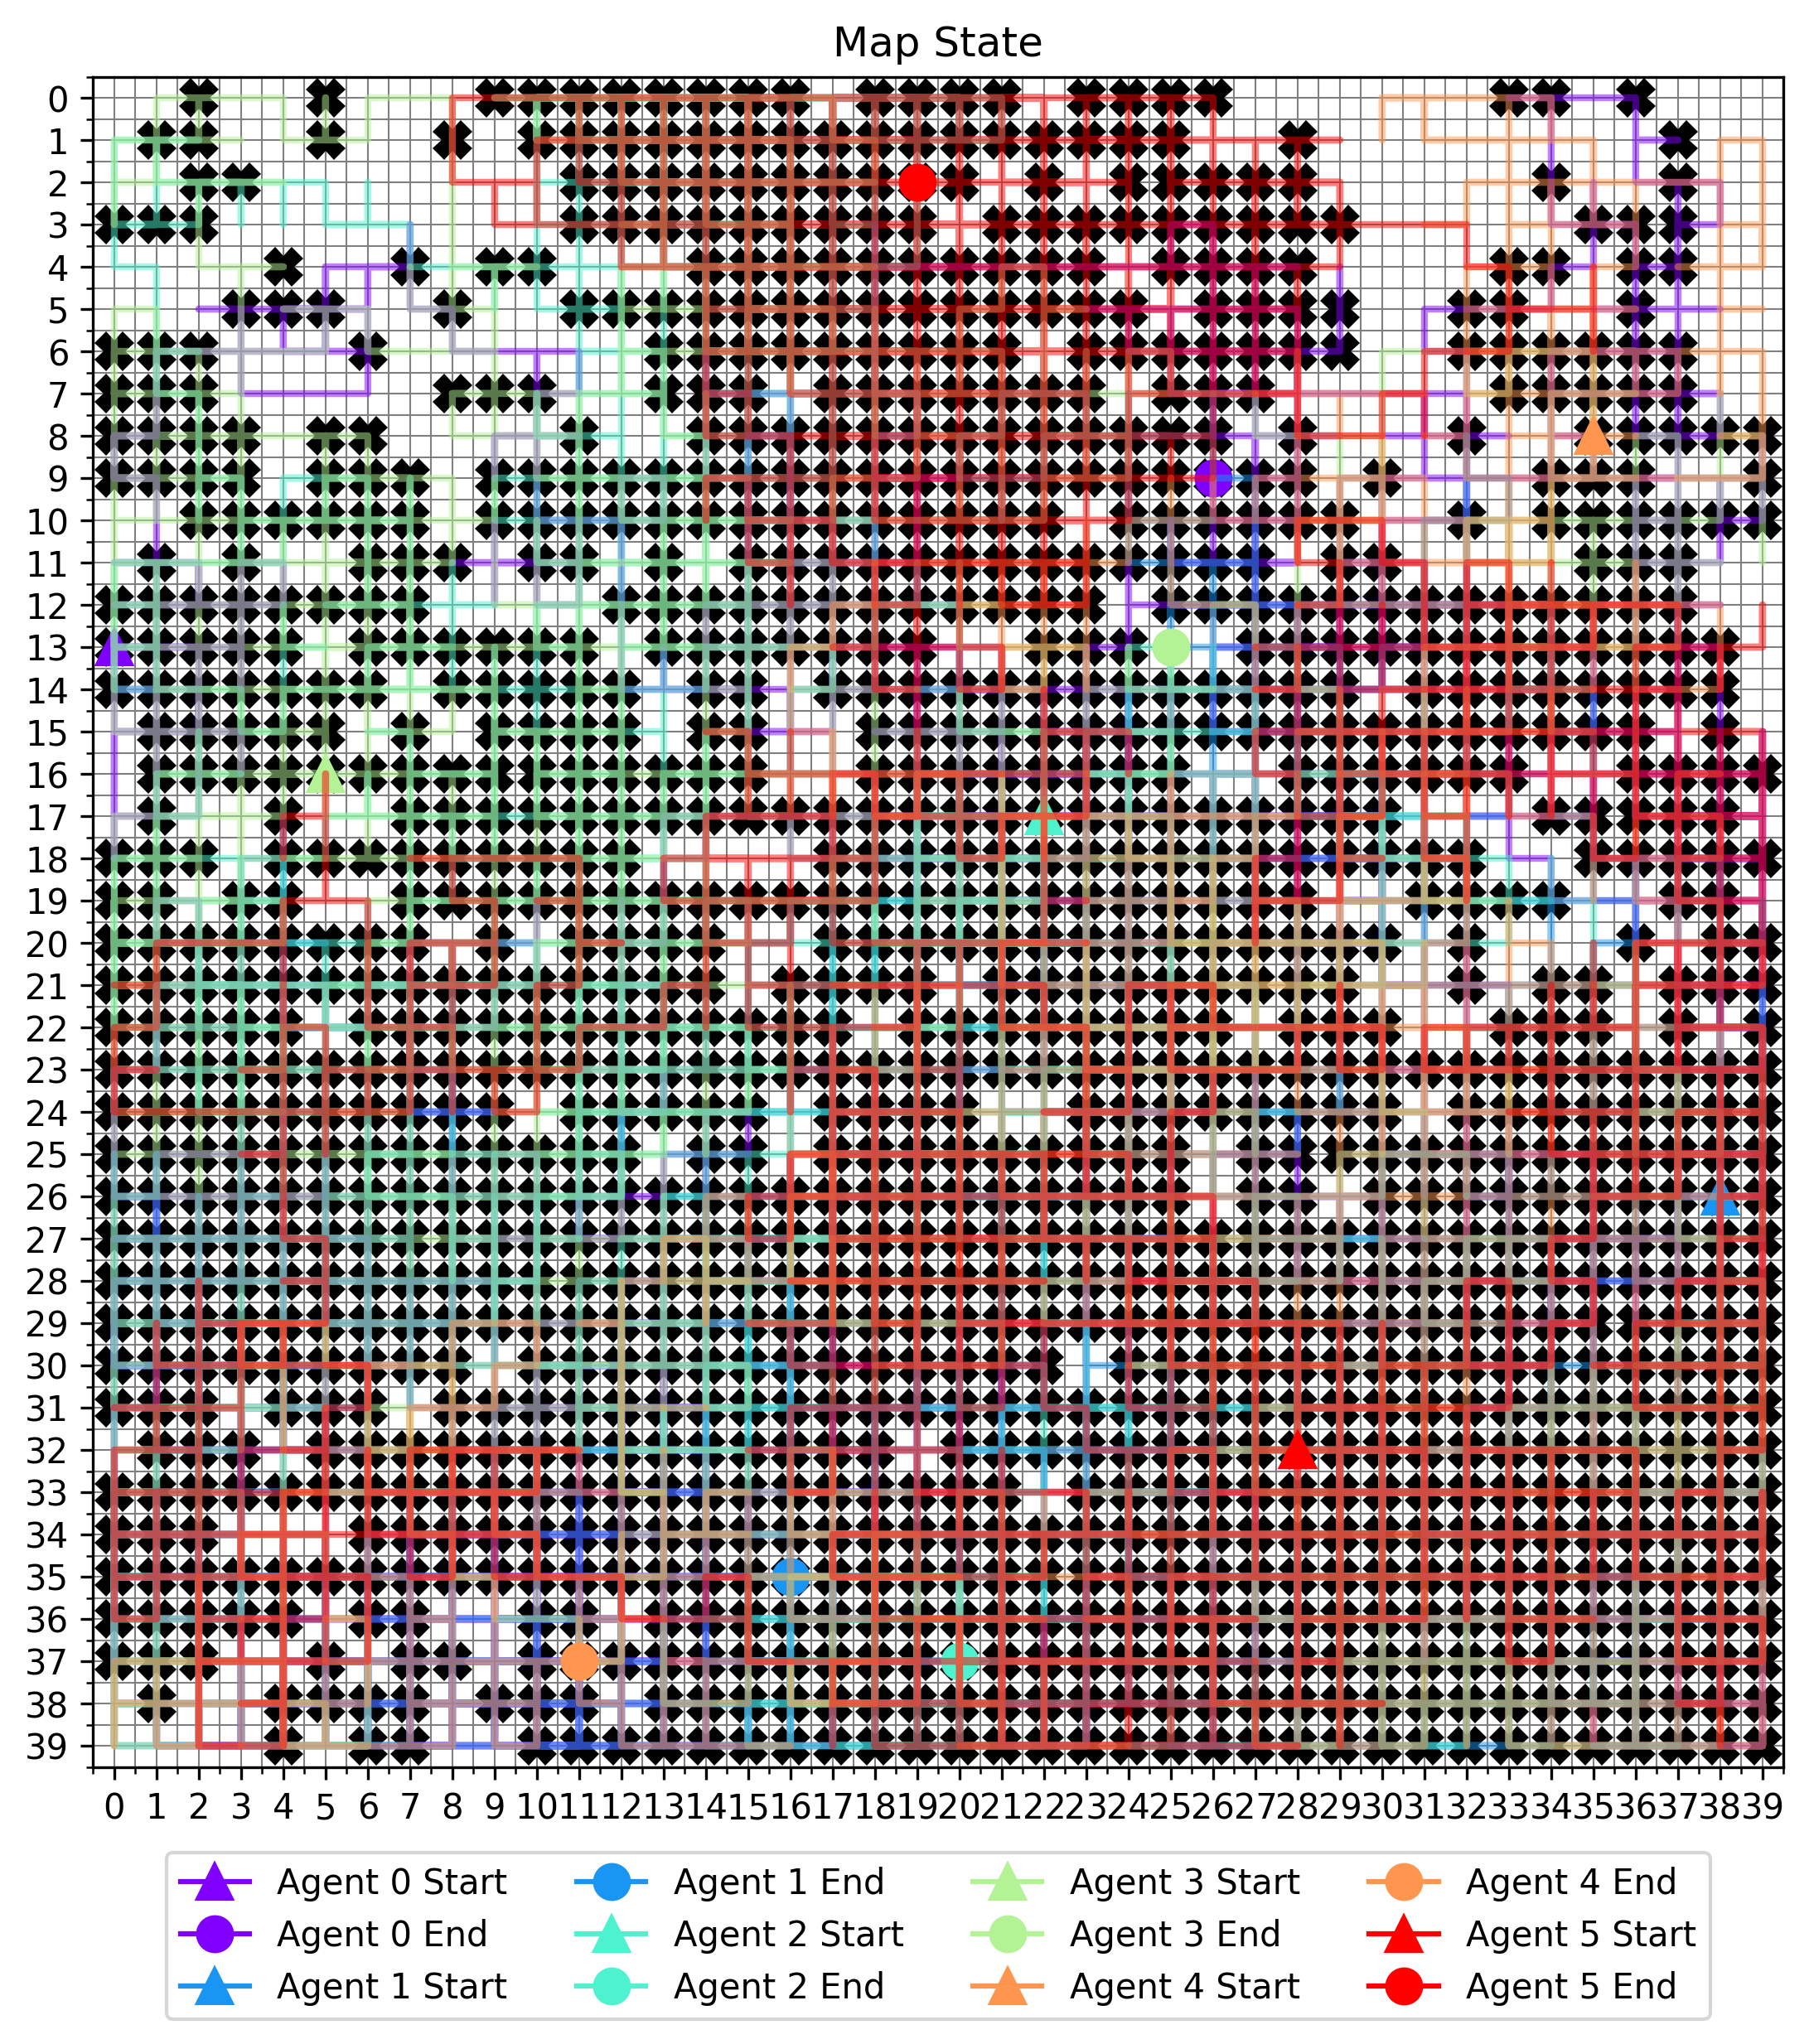 Map State
0
1
2
3
4
5
6
7
8
9
10
11
12
13
14
15
16
17
18
19
20
21
22
23
24
25
26
27
28
29
30
31
32
33
34
35
36
37
38
39
0 1 2 3 4 5 6 7 8 9 10 11 12 13 14 15 16 17 18 19 20 21 22 23 24 25 26 27 28 29 30 31 32 33 34 35 36 37 38 39
Agent 0 Start
Agent 0 End
Agent 1 Start
Agent 1 End
Agent 2 Start
Agent 2 End
Agent 3 Start
Agent 3 End
Agent 4 Start
Agent 4 End
Agent 5 Start
Agent 5 End